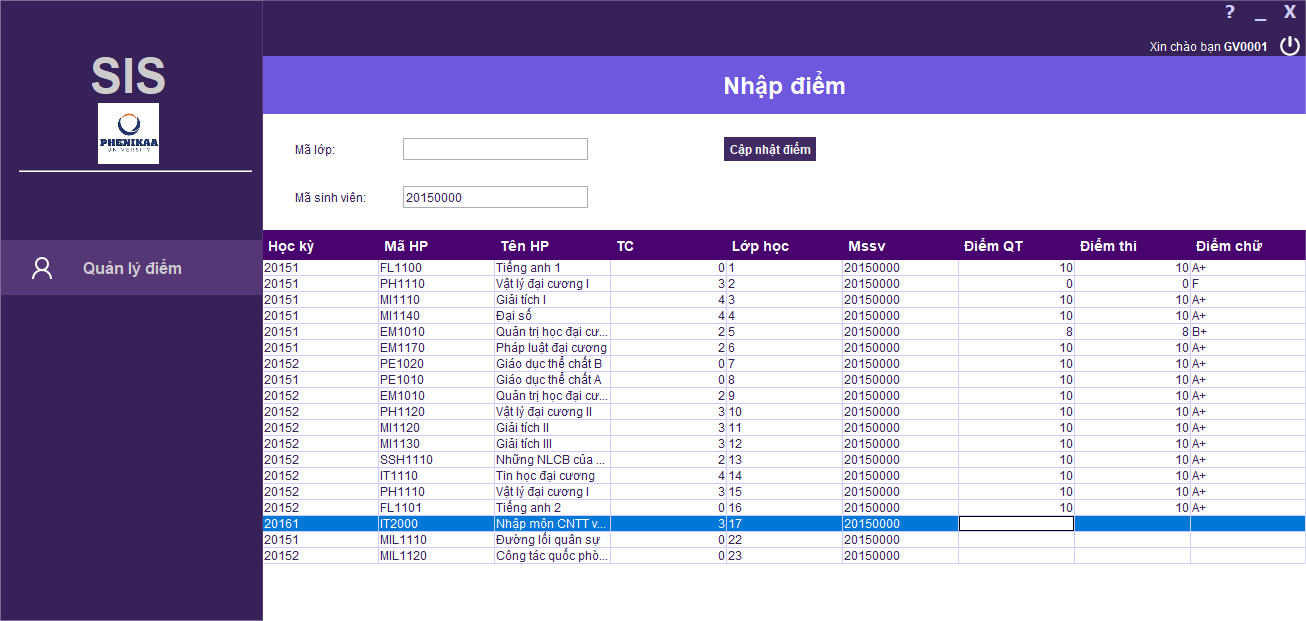 ? _ X
Xin chào bạn GV0001
SIS
PHENIKAA
UNIVERSITY
Quản lý điểm
Nhập điểm
Mã lớp:
Cập nhật điểm
Mã sinh viên: 20150000
Học kỳ Mã HP Tên HP TC Lớp học Mssv Điểm QT Điểm thi Điểm chữ
20151 FL1100 Tiếng anh 1 0 1 20150000 10 10 A+
20151 PH1110 Vật lý đại cương I 3 2 20150000 0 0 F
20151 MI1110 Giải tích I 4 3 20150000 10 10 A+
20151 MI1140 Đại số 4 4 20150000 10 10 A+
20151 EM1010 Quản trị học đại cư... 2 5 20150000 8 8 B+
20151 EM1170 Pháp luật đại cương 2 6 20150000 10 10 A+
20152 PE1020 Giáo dục thể chất B 0 7 20150000 10 10 A+
20151 PE1010 Giáo dục thể chất A 0 8 20150000 10 10 A+
20152 EM1010 Quản trị học đại cư... 2 9 20150000 10 10 A+
20152 PH1120 Vật lý đại cương II 3 10 20150000 10 10 A+
20152 MI1120 Giải tích II 3 11 20150000 10 10 A+
20152 MI1130 Giải tích III 3 12 20150000 10 10 A+
20152 SSH1110 Những NLCB của ... 2 13 20150000 10 10 A+
20152 IT1110 Tin học đại cương 4 14 20150000 10 10 A+
20152 PH1110 Vật lý đại cương I 3 15 20150000 10 10 A+
20152 FL1101 Tiếng anh 2 0 16 20150000 10 10 A+
20161 IT2000 Nhập môn CNTT v... 3 17 20150000
20151 MIL1110 Đường lối quân sự 0 22 20150000
20152 MIL1120 Công tác quốc phò... 0 23 20150000